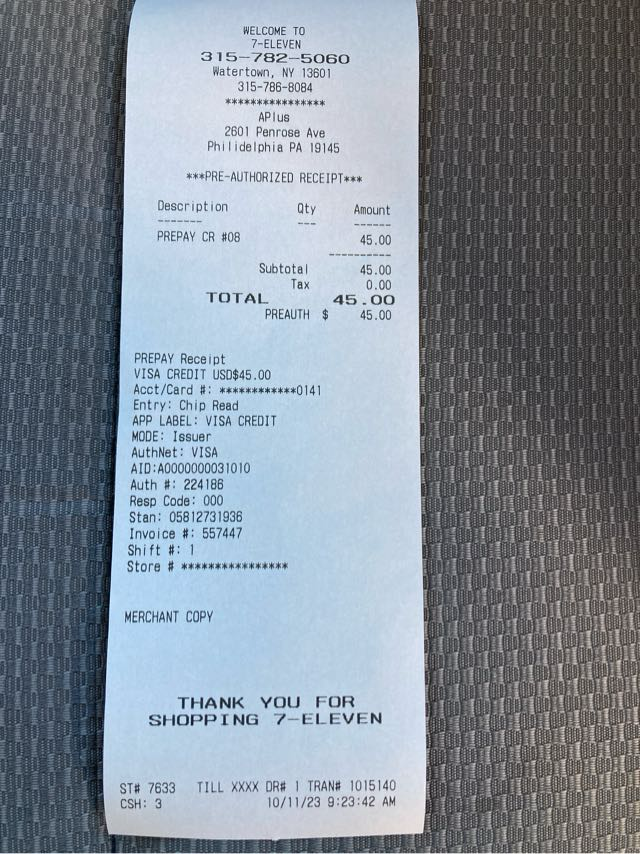 WELCOME TO
7-ELEVEN
315-782-5060
Watertown, NY 13601
315-786-8084
****************
APlus
2601 Penrose Ave
Philidelphia PA 19145
***PRE-AUTHORIZED RECEIPT***
Description Qty Amount
------- --- ------
PREPAY CR #08 45.00
----------
Subtotal 45.00
Tax 0.00
TOTAL 45.00
PREAUTH $ 45.00
PREPAY Receipt
VISA CREDIT USD$45.00
Acct/Card #: ************0141
Entry: Chip Read
APP LABEL: VISA CREDIT
MODE: Issuer
AuthNet: VISA
AID:A0000000031010
Auth #: 224186
Resp Code: 000
Stan: 05812731936
Invoice #: 557447
Shift #: 1
Store # ****************
MERCHANT COPY
THANK YOU FOR
SHOPPING 7-ELEVEN
ST# 7633 TILL XXXX DR# 1 TRAN# 1015140
CSH: 3 10/11/23 9:23:42 AM